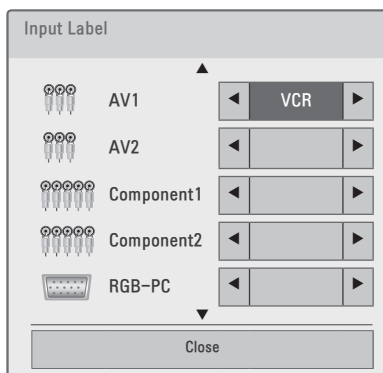 Input Label
AV1 VCR
AV2
Component1
Component2
RGB-PC
Close